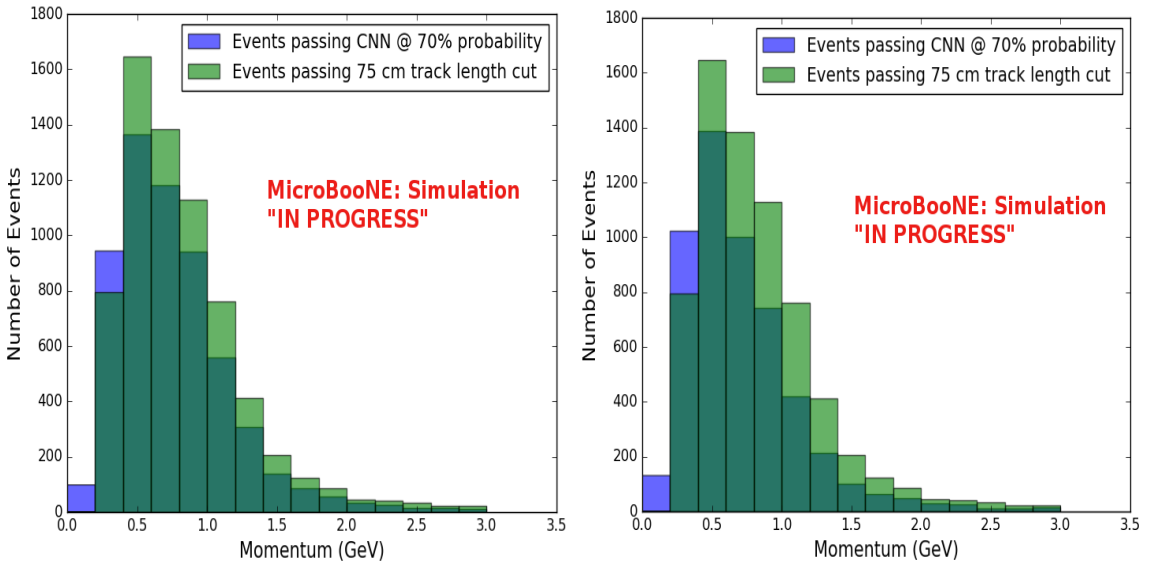 1800
1600
1400
1200
1000
800
600
400
200
0
Number of Events
Events passing CNN @ 70% probability
Events passing 75 cm track length cut
MicroBooNE: Simulation
"IN PROGRESS"
0.0 0.5 1.0 1.5 2.0 2.5 3.0 3.5
Momentum (GeV)
1800
1600
1400
1200
1000
800
600
400
200
0
Number of Events
Events passing CNN @ 70% probability
Events passing 75 cm track length cut
MicroBooNE: Simulation
"IN PROGRESS"
0.0 0.5 1.0 1.5 2.0 2.5 3.0 3.5
Momentum (GeV)